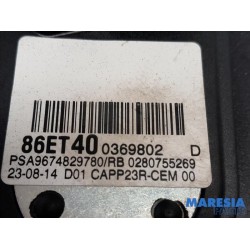 86ET40 0369802 D
PSA9674829780/RB 0280755269
23-08-14 D01 CAPP23R-CEM 00
MARESIA